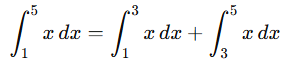 ∫₁⁵ x dx = ∫₁³ x dx + ∫₃⁵ x dx